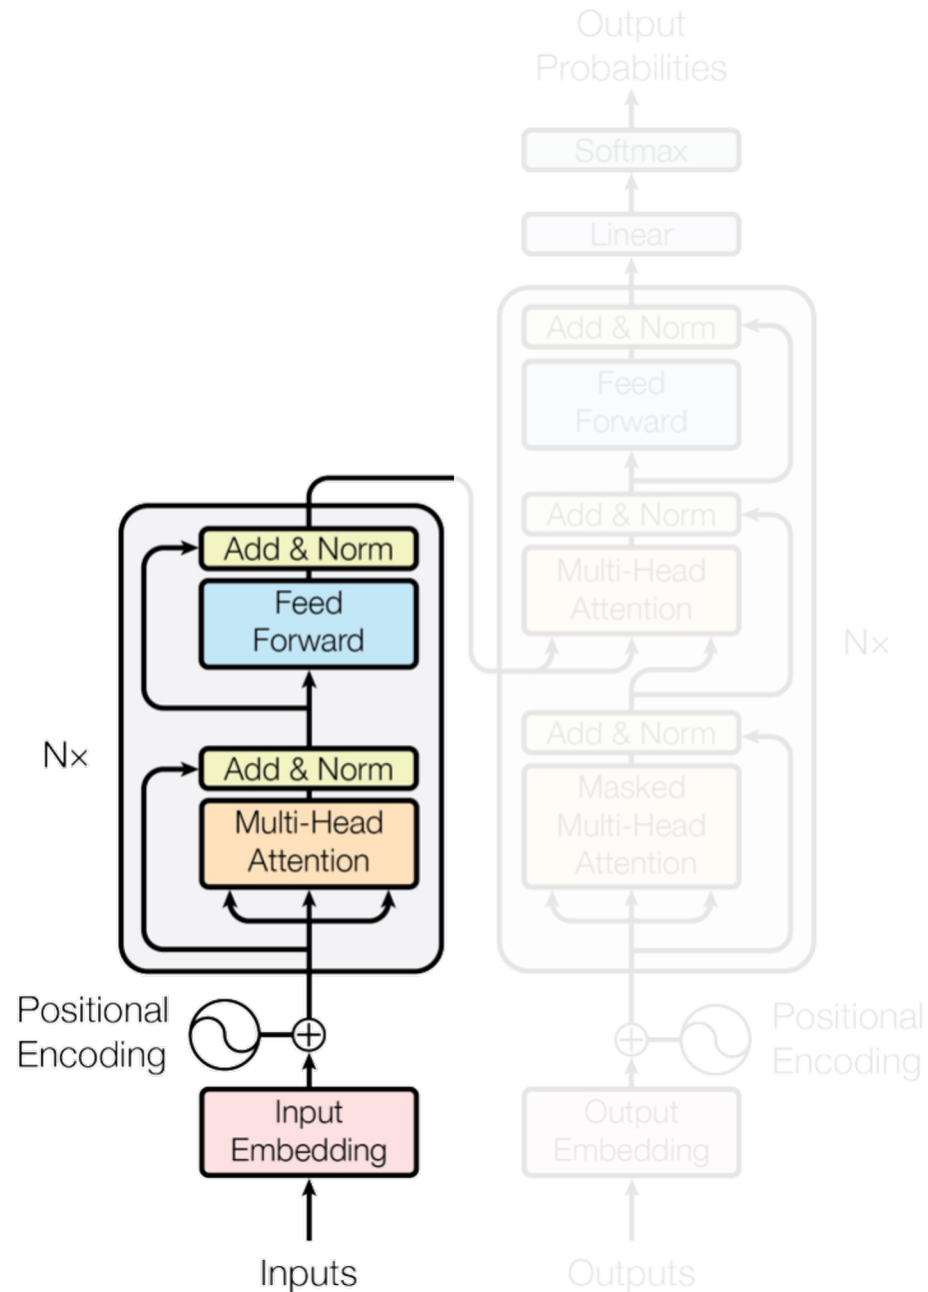 Output
Probabilities
Softmax
Linear
Add & Norm
Feed
Forward
Add & Norm
Multi-Head
Attention
Nx
Add & Norm
Masked
Multi-Head
Attention
Positional
Encoding
Output
Embedding
Outputs
Add & Norm
Feed
Forward
Nx
Add & Norm
Multi-Head
Attention
Positional
Encoding
Input
Embedding
Inputs